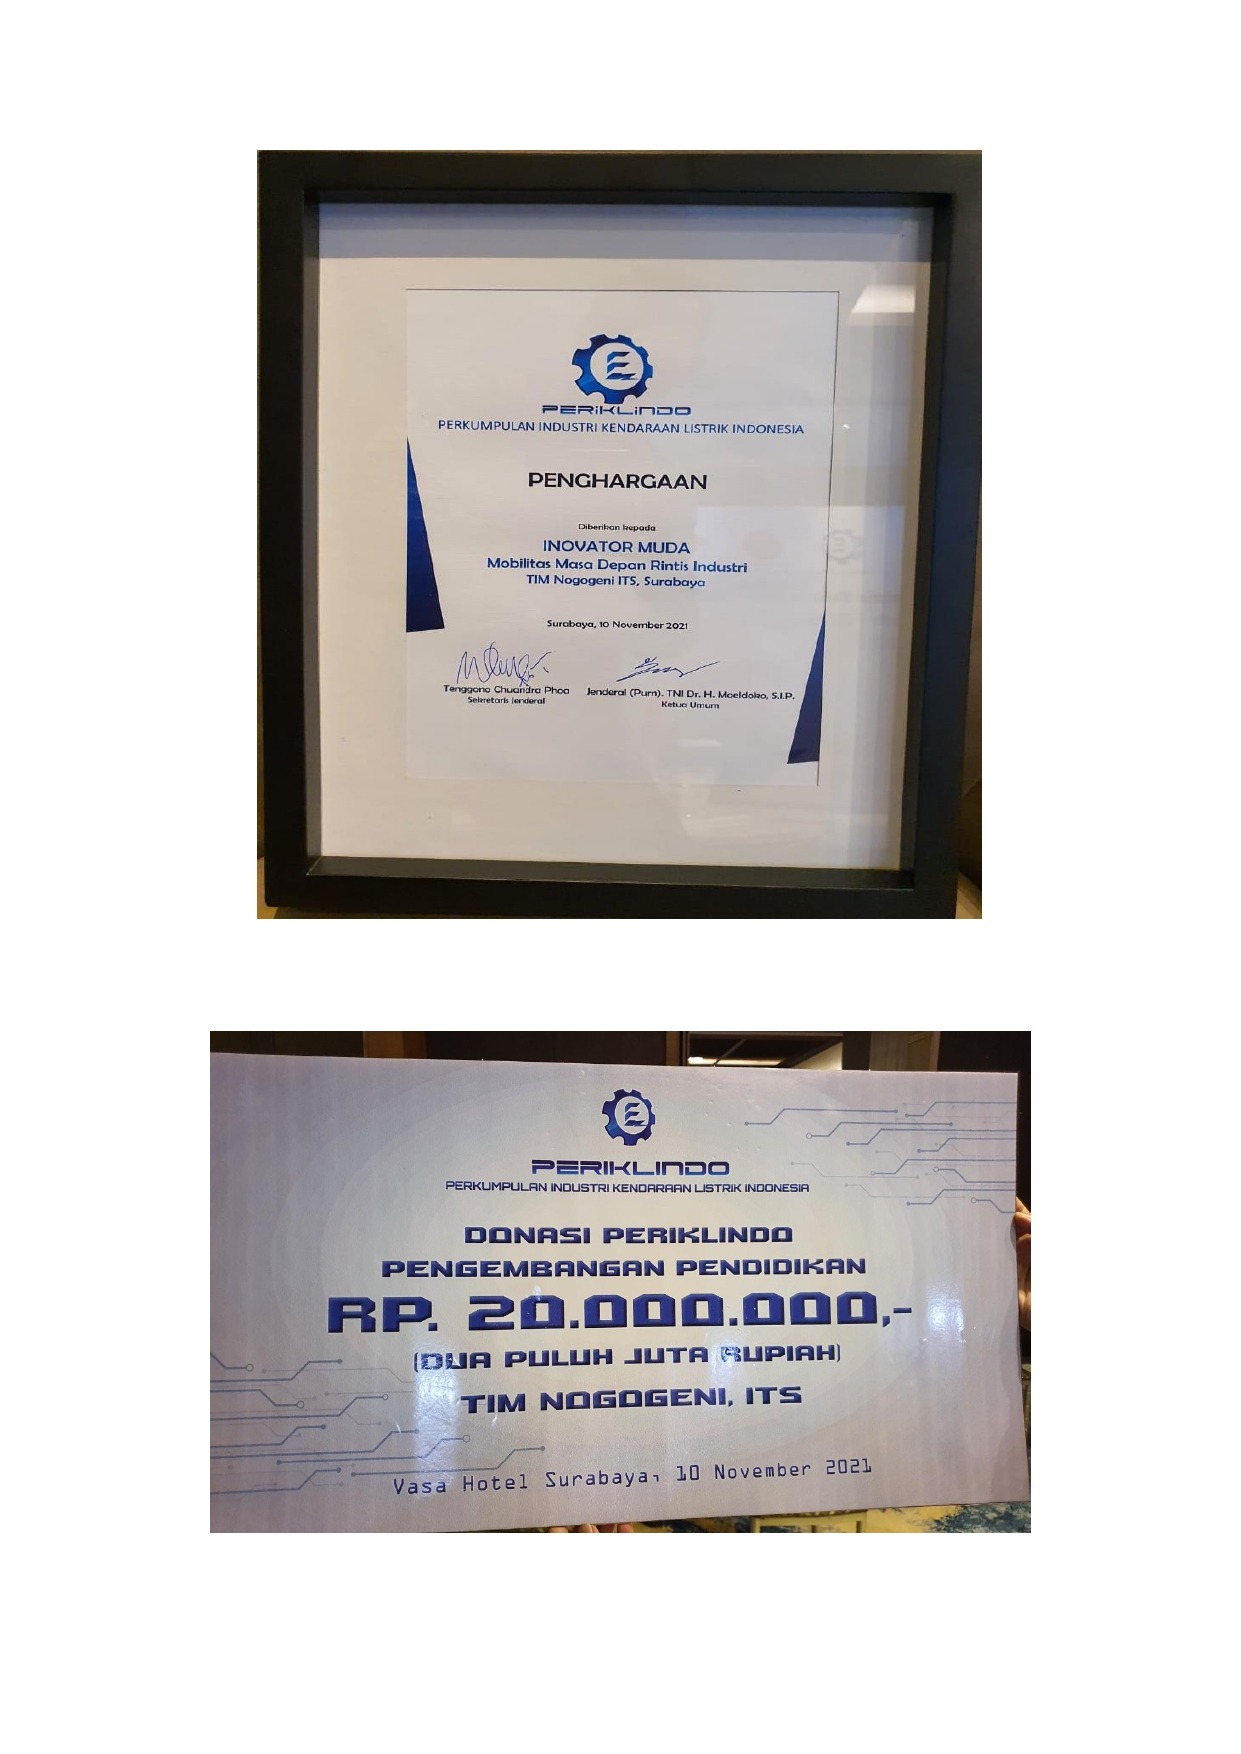 PERIKLINDO
PERKUMPULAN INDUSTRI KENDARAAN LISTRIK INDONESIA
PENGHARGAAN
Diberikan kepada
INOVATOR MUDA
Mobilitas Masa Depan Rintis Industri
TIM Nogogeni ITS, Surabaya
Surabaya, 10 November 2021
Tenggono Chuandra Phoa
Sekretaris Jenderal
Jenderal (Purn). TNI Dr. H. Moeldoko, S.I.P.
Ketua Umum
PERIKLINDO
PERKUMPULAN INDUSTRI KENDARAAN LISTRIK INDONESIA
DONASI PERIKLINDO
PENGEMBANGAN PENDIDIKAN
RP. 20.000.000,-
(DUA PULUH JUTA RUPIAH)
TIM NOGOGENI, ITS
Vasa Hotel Surabaya, 10 November 2021